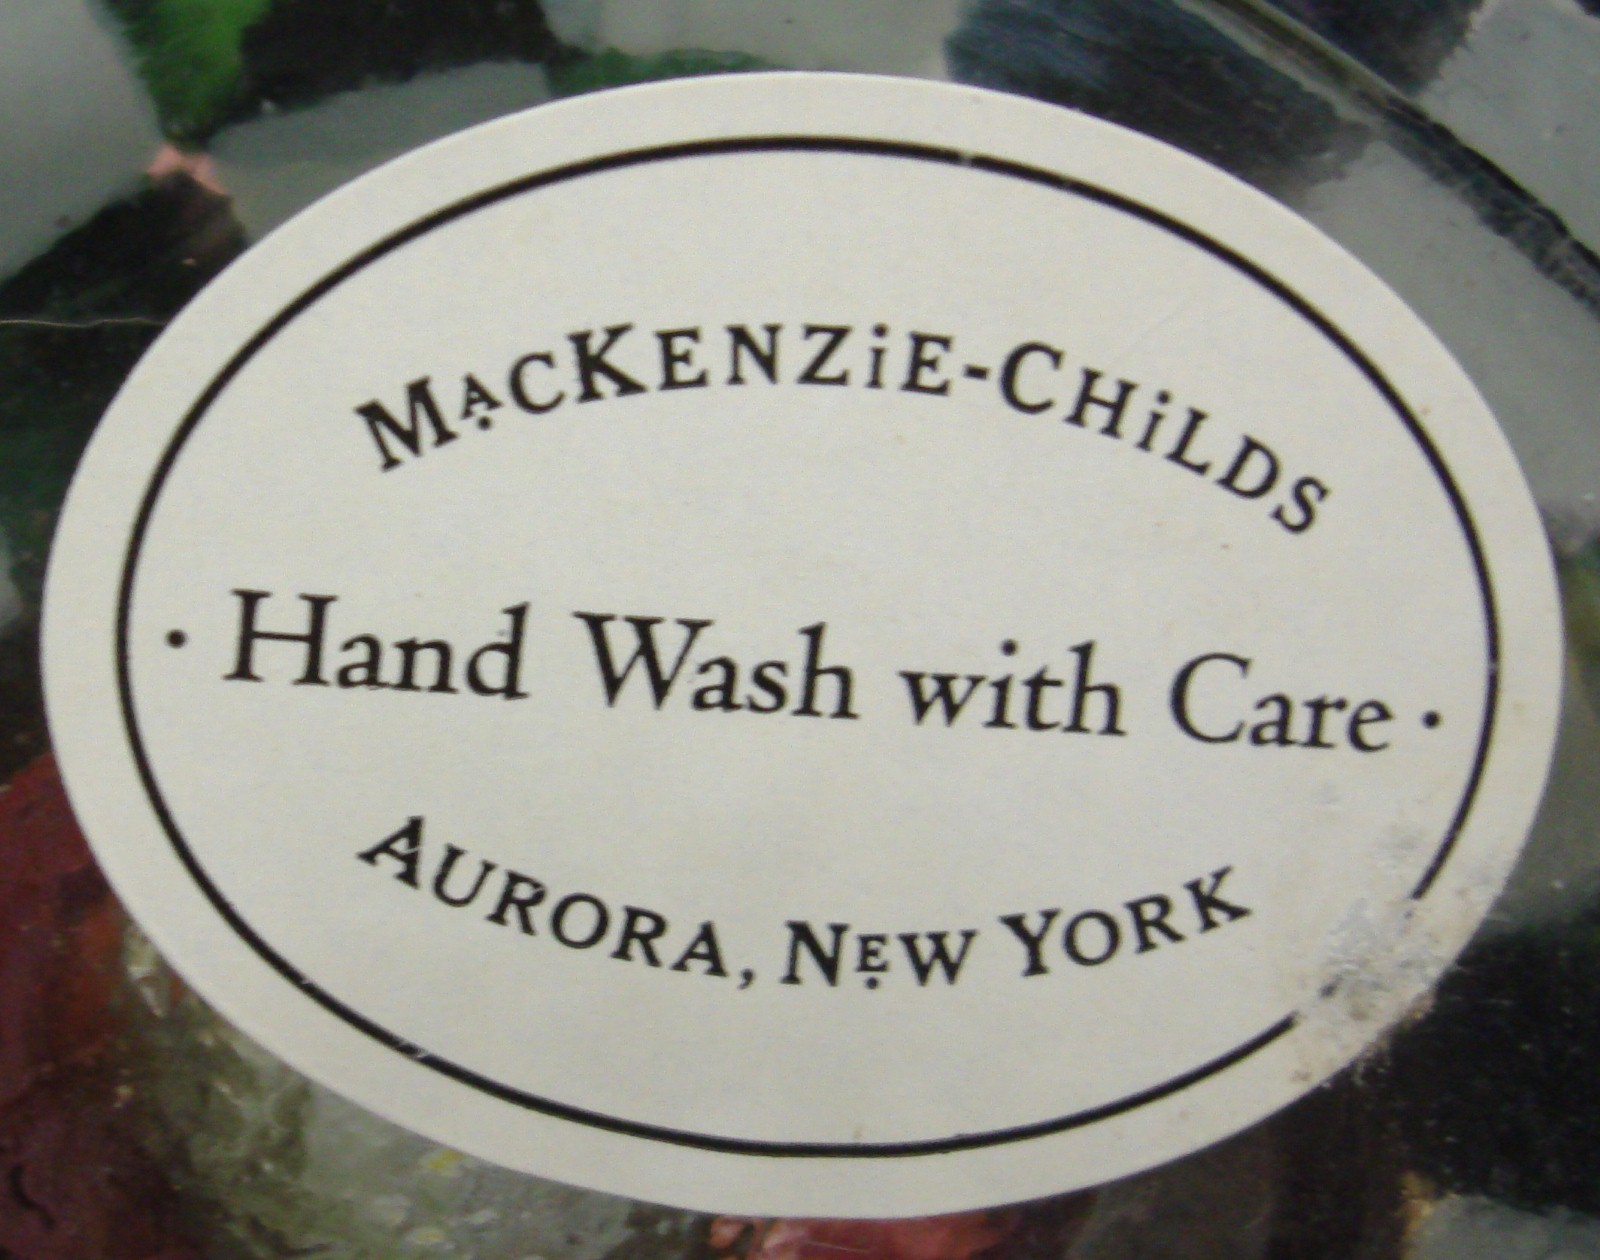 MacKENZiE-CHiLDS
· Hand Wash with Care ·
AURORA, NEW YORK